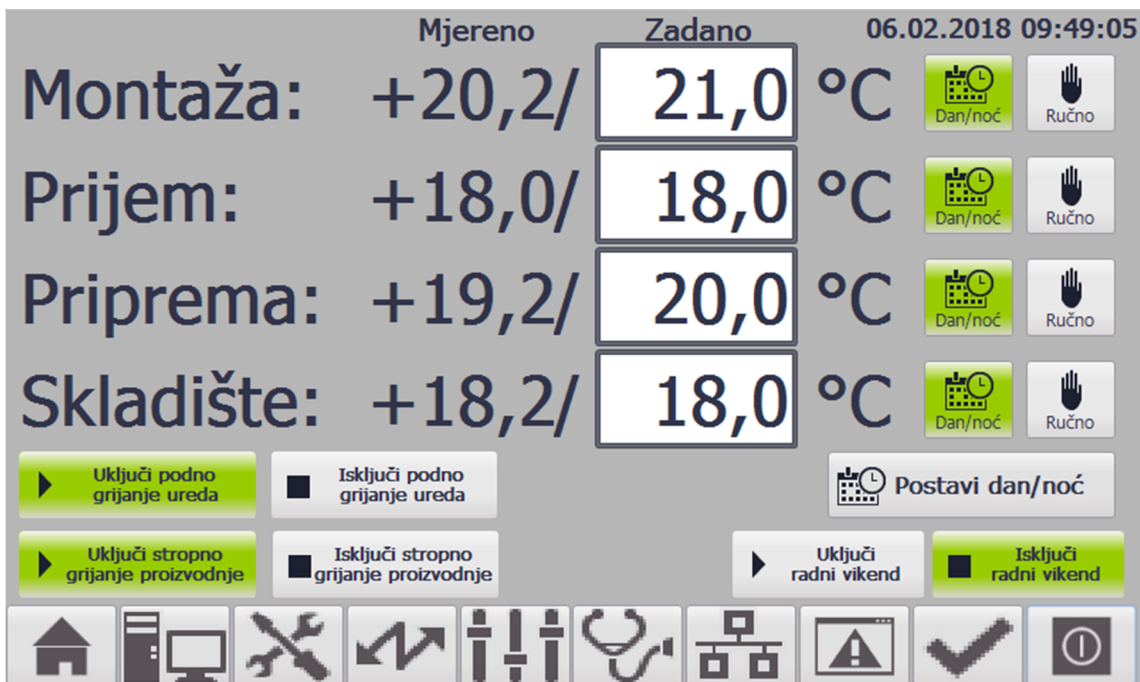 Mjereno Zadano 06.02.2018 09:49:05
Montaža: +20,2/ 21,0 °C Dan/noć Ručno
Prijem: +18,0/ 18,0 °C Dan/noć Ručno
Priprema: +19,2/ 20,0 °C Dan/noć Ručno
Skladište: +18,2/ 18,0 °C Dan/noć Ručno
Uključi podno
grijanje ureda
Isključi podno
grijanje ureda
Postavi dan/noć
Uključi stropno
grijanje proizvodnje
Isključi stropno
grijanje proizvodnje
Uključi
radni vikend
Isključi
radni vikend